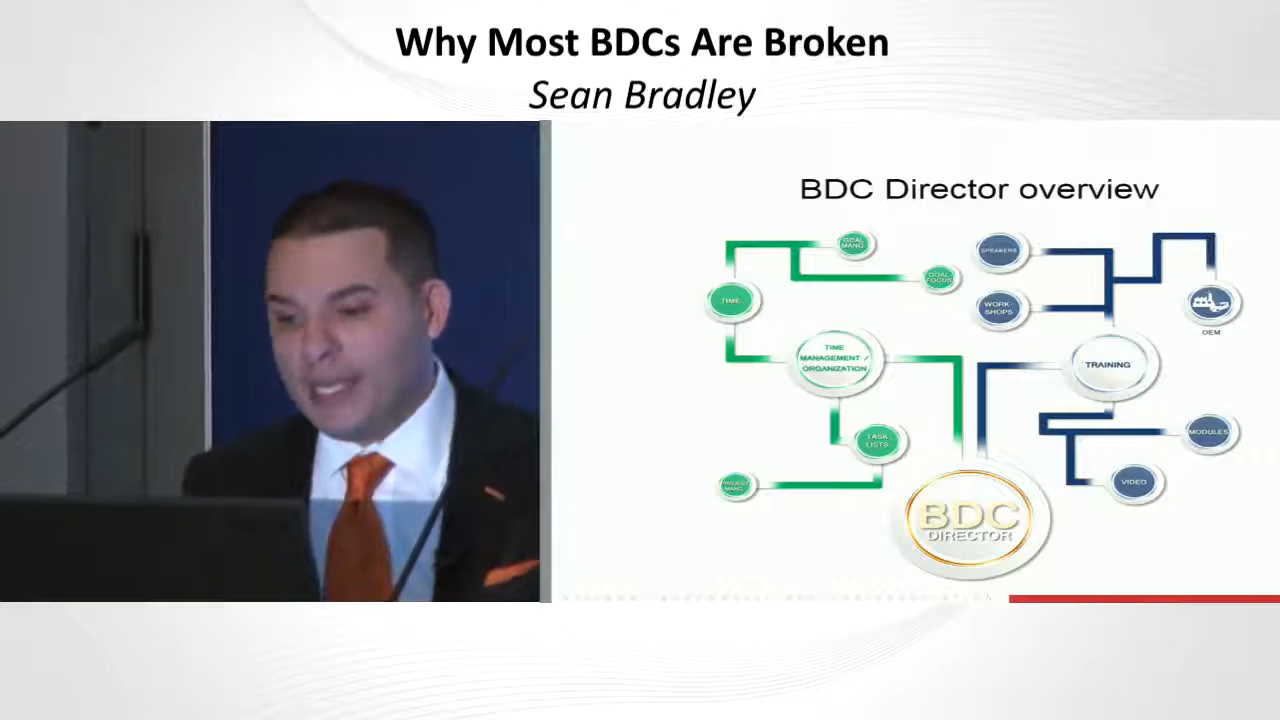 Why Most BDCs Are Broken
Sean Bradley
BDC Director overview
GOAL
MANG.
GOAL
FOCUS
TIME
TIME
MANAGEMENT /
ORGANIZATION
TASK
LISTS
PROJECT
MANG.
SPEAKERS
WORK-
SHOPS
OEM
TRAINING
MODULES
VIDEO
BDC
DIRECTOR